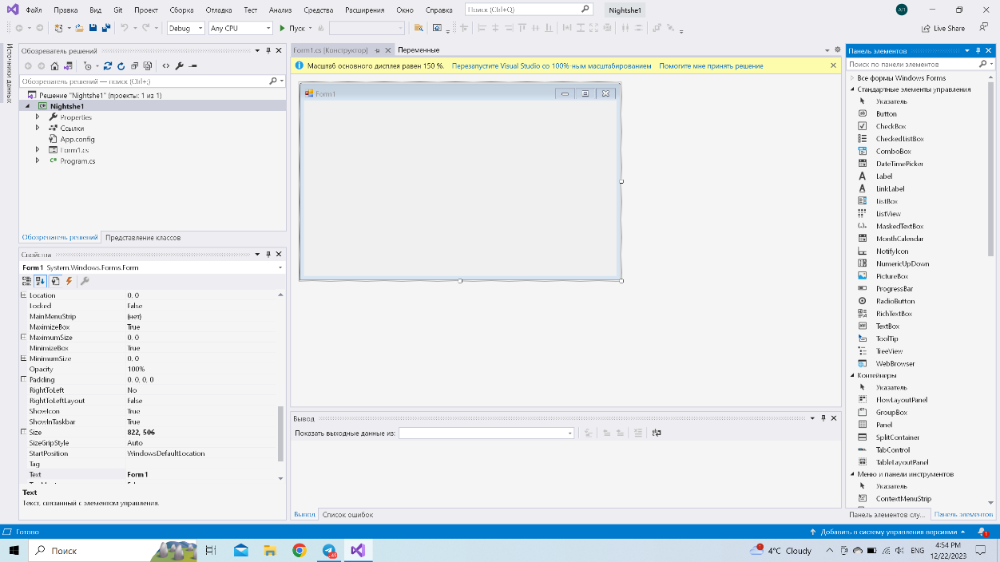 Файл Правка Вид Git Проект Сборка Отладка Тест Анализ Средства Расширения Окно Справка Поиск (Ctrl+Q) Nightshe1 АП
Debug Any CPU Пуск Live Share
Источники данных
Обозреватель решений
Обозреватель решений — поиск (Ctrl+;)
Решение "Nightshe1" (проекты: 1 из 1)
Nightshe1
Properties
Ссылки
App.config
Form1.cs
Program.cs
Обозреватель решений Представление классов
Свойства
Form1 System.Windows.Forms.Form
Location 0; 0
Locked False
MainMenuStrip (нет)
MaximizeBox True
MaximumSize 0; 0
MinimizeBox True
MinimumSize 0; 0
Opacity 100%
Padding 0; 0; 0; 0
RightToLeft No
RightToLeftLayout False
ShowIcon True
ShowInTaskbar True
Size 822; 506
SizeGripStyle Auto
StartPosition WindowsDefaultLocation
Tag
Text Form1
Text
Текст, связанный с элементом управления.
Form1.cs [Конструктор] Переменные
Масштаб основного дисплея равен 150 %. Перезапустите Visual Studio со 100%-ным масштабированием Помогите мне принять решение
Form1
Вывод
Показать выходные данные из:
Вывод Список ошибок
Панель элементов
Поиск по панели элементов
Все формы Windows Forms
Стандартные элементы управления
Указатель
Button
CheckBox
CheckedListBox
ComboBox
DateTimePicker
Label
LinkLabel
ListBox
ListView
MaskedTextBox
MonthCalendar
NotifyIcon
NumericUpDown
PictureBox
ProgressBar
RadioButton
RichTextBox
TextBox
ToolTip
TreeView
WebBrowser
Контейнеры
Указатель
FlowLayoutPanel
GroupBox
Panel
SplitContainer
TabControl
TableLayoutPanel
Меню и панели инструментов
Указатель
ContextMenuStrip
Панель элементов слу... Панель элементов
Готово Добавить в систему управления версиями 1
Поиск 49 4°C Cloudy ENG 4:54 PM
12/22/2023